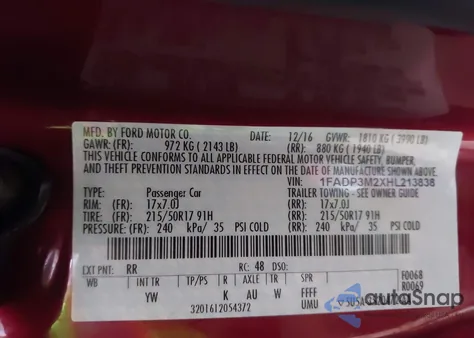 MFD. BY FORD MOTOR CO. DATE: 12/16 GVWR: 1810 KG ( 3990 LB)
GAWR: (FR): 972 KG ( 2143 LB) (RR): 880 KG ( 1940 LB)
THIS VEHICLE CONFORMS TO ALL APPLICABLE FEDERAL MOTOR VEHICLE SAFETY, BUMPER,
AND THEFT PREVENTION STANDARDS IN EFFECT ON THE DATE OF MANUFACTURE SHOWN ABOVE.
VIN: 1FADP3M2XHL213838
TYPE: Passenger Car TRAILER TOWING - SEE OWNER GUIDE
RIM: (FR) 17x7.0J (RR): 17x7.0J
TIRE: (FR) 215/50R17 91H (RR): 215/50R17 91H
PRESSURE: (FR) 240 kPa/ 35 PSI COLD (RR): 240 kPa/ 35 PSI COLD
EXT PNT: RR RC: 48 DSO: F0068
WB INT TR TP/PS R AXLE TR SPR R0069
YW K AU W FFFF
UMU
3201612054372
autoSnap